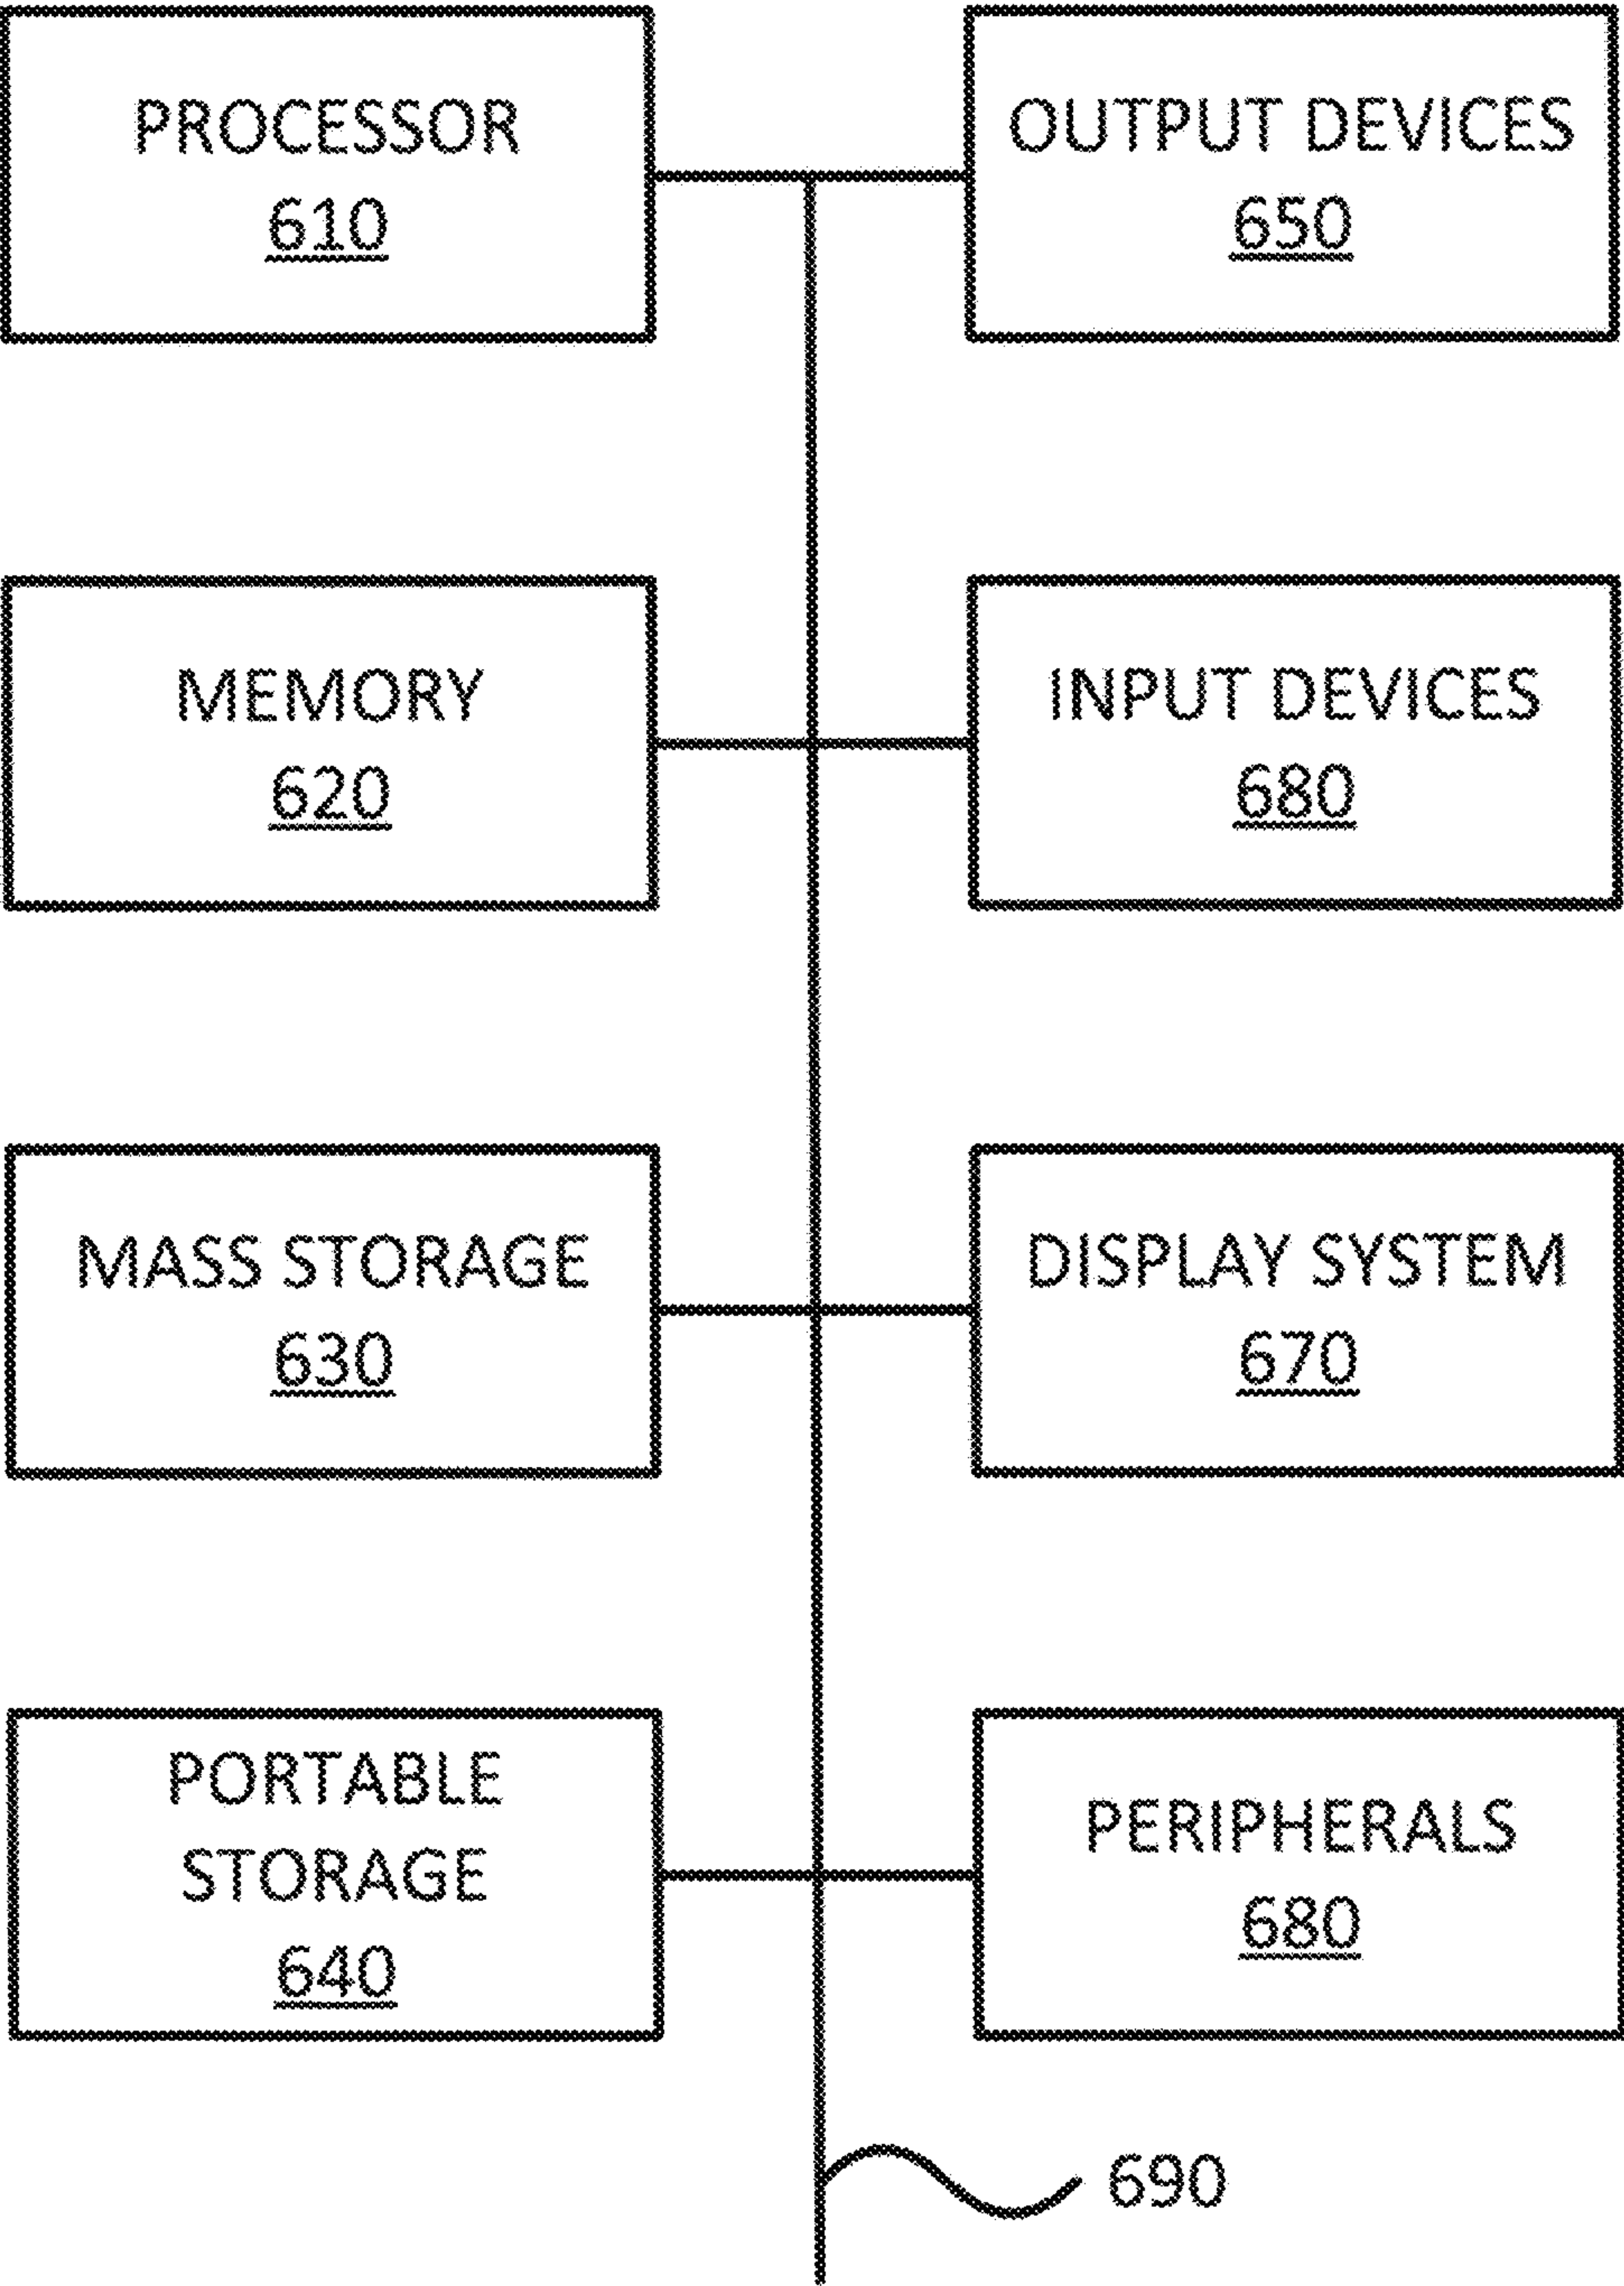 PROCESSOR
610
OUTPUT DEVICES
650
MEMORY
620
INPUT DEVICES
680
MASS STORAGE
630
DISPLAY SYSTEM
670
PORTABLE
STORAGE
640
PERIPHERALS
680
690